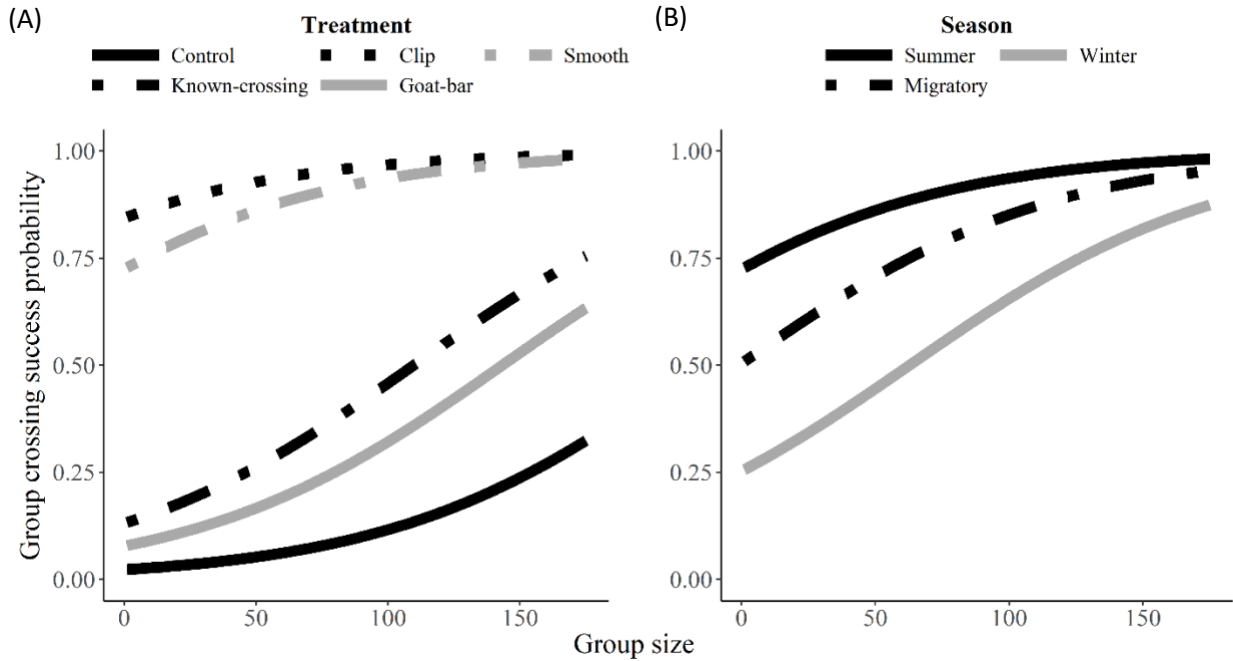 (A)
Treatment
Control Clip Smooth
Known-crossing Goat-bar
(B)
Season
Summer Winter
Migratory
Group crossing success probability
1.00
0.75
0.50
0.25
0.00
0 50 100 150
1.00
0.75
0.50
0.25
0.00
0 50 100 150
Group size